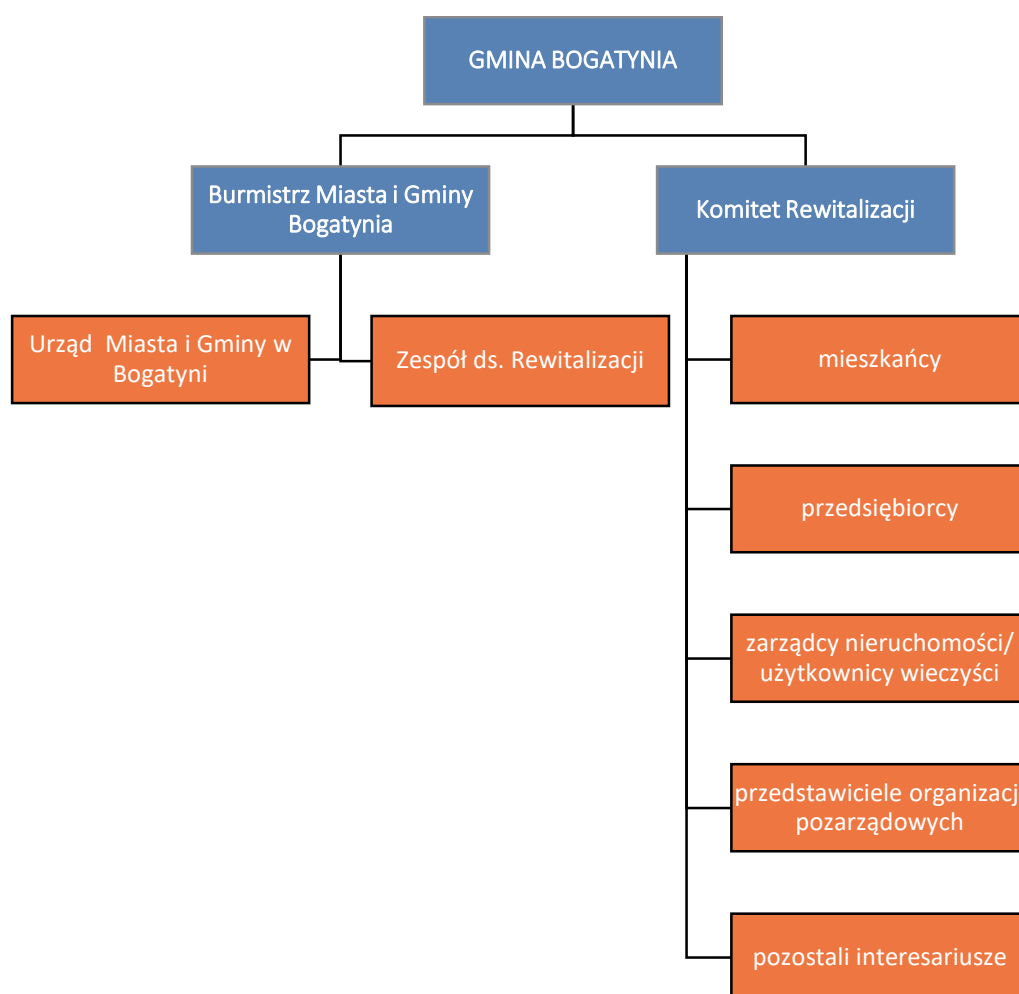 GMINA BOGATYNIA
Burmistrz Miasta i Gminy
Bogatynia
Komitet Rewitalizacji
Urząd Miasta i Gminy w
Bogatyni
Zespół ds. Rewitalizacji
mieszkańcy
przedsiębiorcy
zarządcy nieruchomości/
użytkownicy wieczyści
przedstawiciele organizacj
pozarządowych
pozostali interesariusze